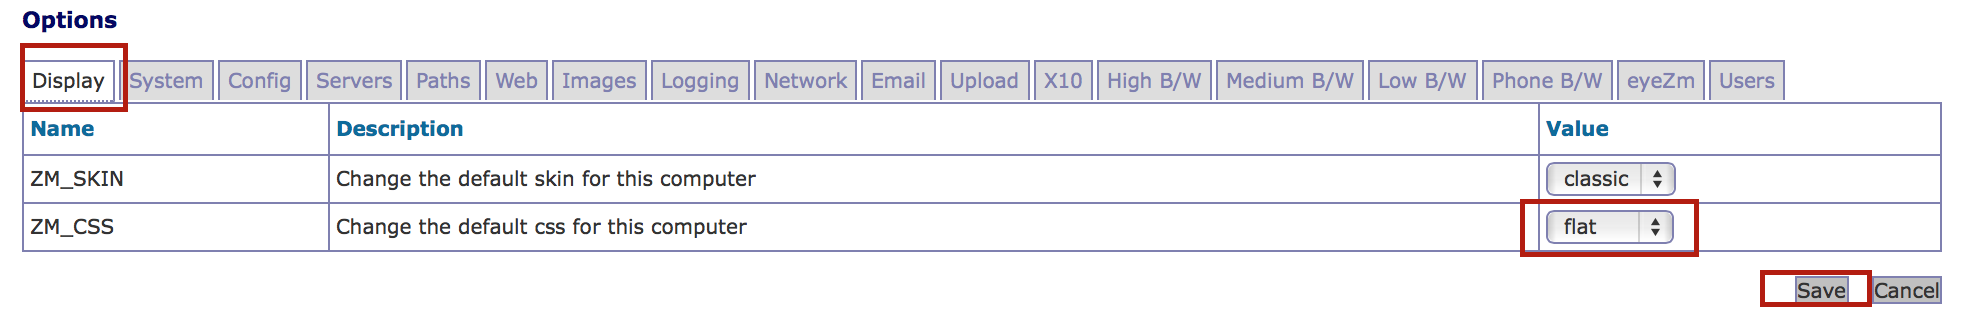 Options
Display System Config Servers Paths Web Images Logging Network Email Upload X10 High B/W Medium B/W Low B/W Phone B/W eyeZm Users
Name Description Value
ZM_SKIN Change the default skin for this computer classic
ZM_CSS Change the default css for this computer flat
Save Cancel